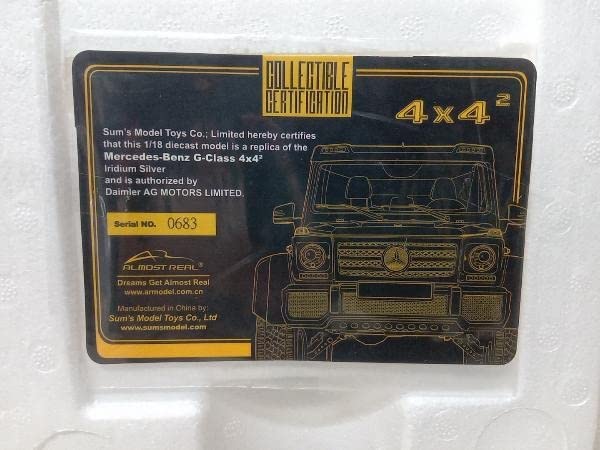 COLLECTIBLE
CERTIFICATION
4x4²
Sum's Model Toys Co.; Limited hereby certifies
that this 1/18 diecast model is a replica of the
Mercedes-Benz G-Class 4x4²
Iridium Silver
and is authorized by
Daimler AG MOTORS LIMITED.
Serial NO. 0683
ALMOST REAL®
Dreams Get Almost Real
www.armodel.com.cn
Manufactured in China by:
Sum's Model Toys Co., Ltd
www.sumsmodel.com